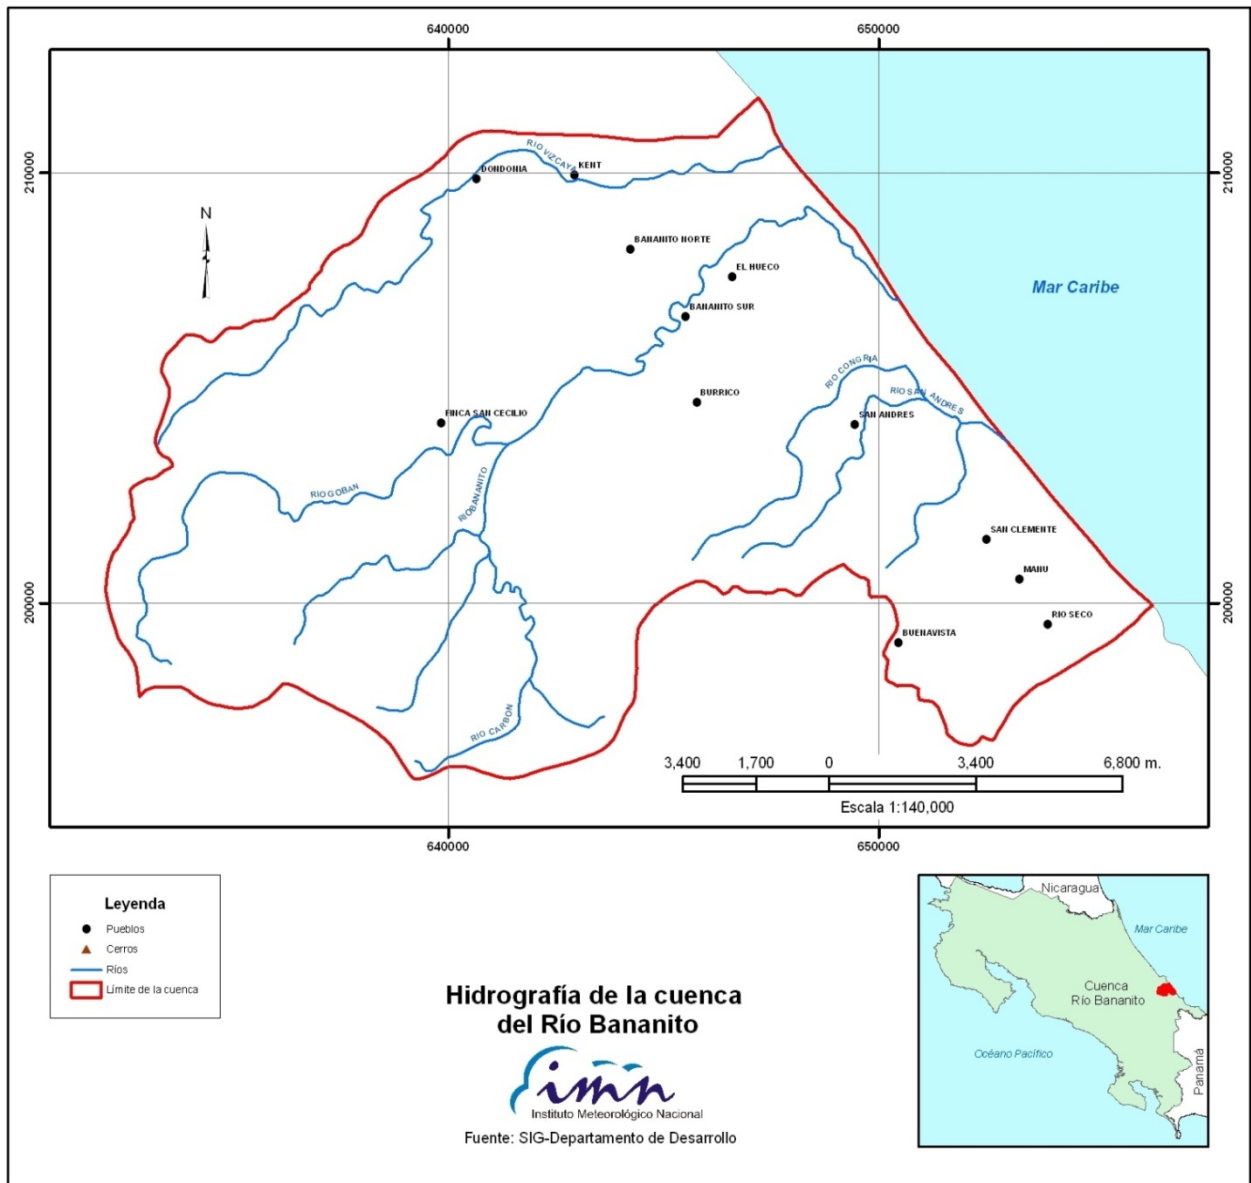 640000
650000
210000
210000
RIO VIZCAYA
KENT
DONDONIA
N
BANANITO NORTE
EL HUECO
Mar Caribe
BANANITO SUR
RIO CONGRIA
BURRICO
RIO SAN ANDRES
FINCA SAN CECILIO
SAN ANDRES
RIO GOBAN
RIO BANANITO
SAN CLEMENTE
MAHU
200000
200000
RIO SECO
BUENAVISTA
RIO CARBON
3,400
1,700
0
3,400
6,800 m.
Escala 1:140,000
640000
650000
Leyenda
Pueblos
Cerros
Ríos
Límite de la cuenca
Hidrografía de la cuenca
del Río Bananito
imn
Instituto Meteorológico Nacional
Fuente: SIG-Departamento de Desarrollo
Nicaragua
Mar Caribe
Cuenca
Río Bananito
Océano Pacífico
Panamá